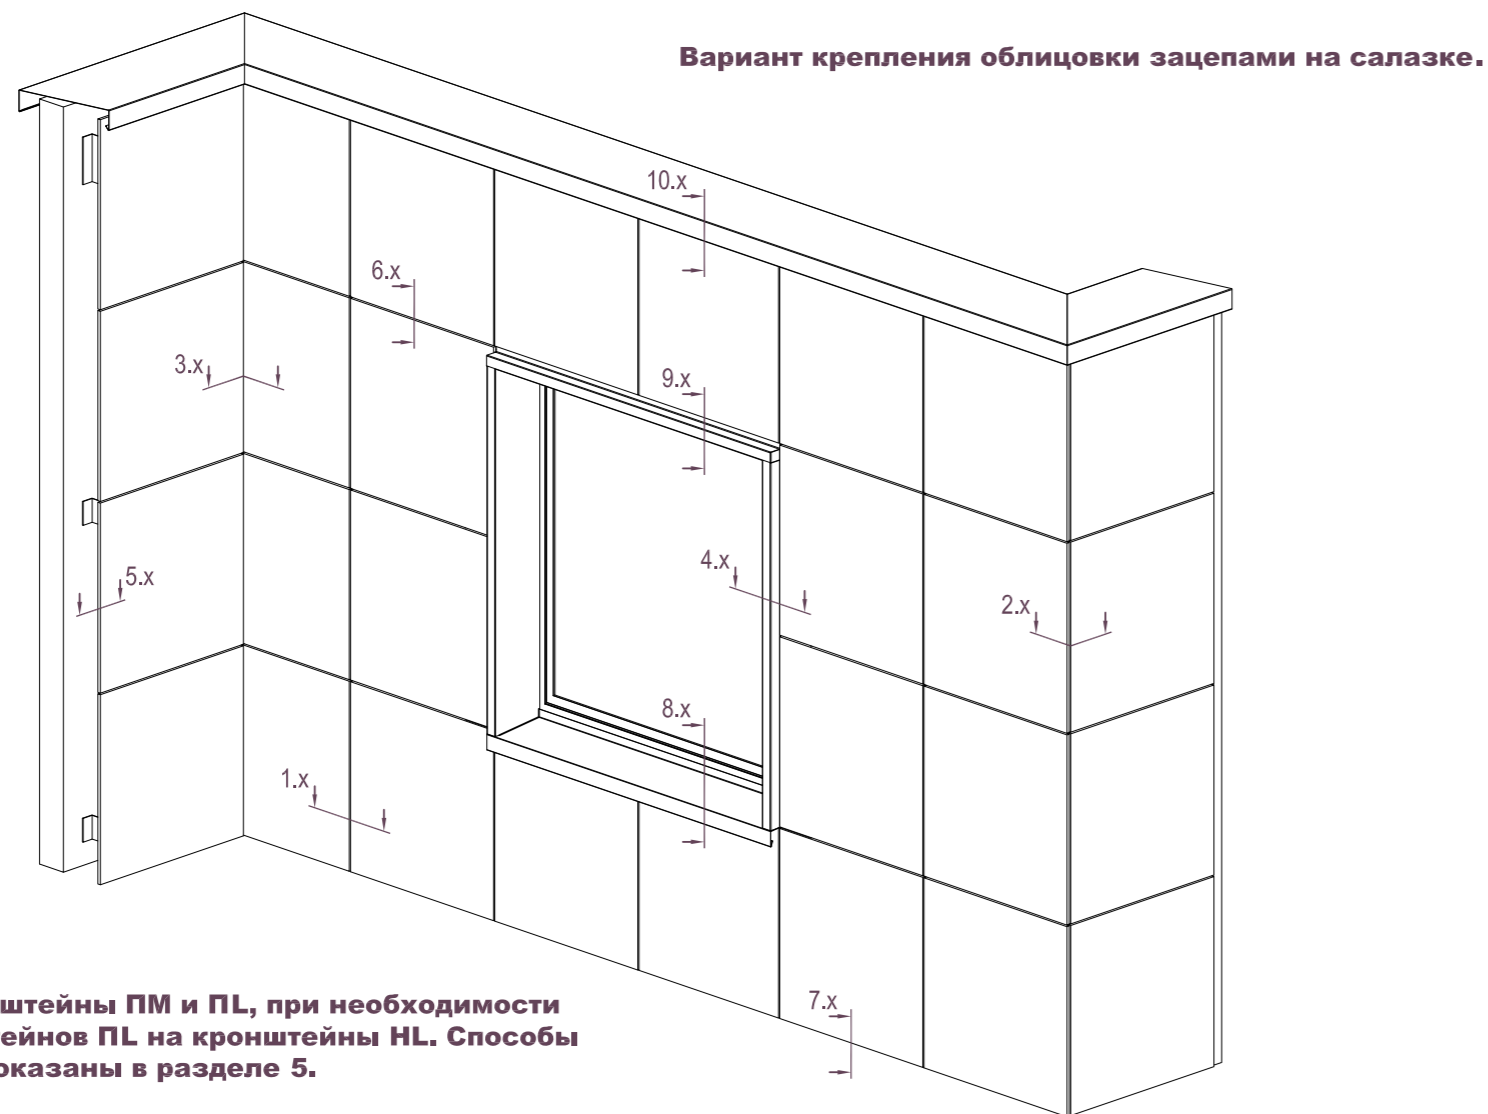 Вариант крепления облицовки зацепами на салазке.
10.x
6.x
3.x
9.x
5.x
4.x
2.x
8.x
1.x
7.x
штейны ПМ и ПL, при необходимости
ейнов ПL на кронштейны НL. Способы
оказаны в разделе 5.